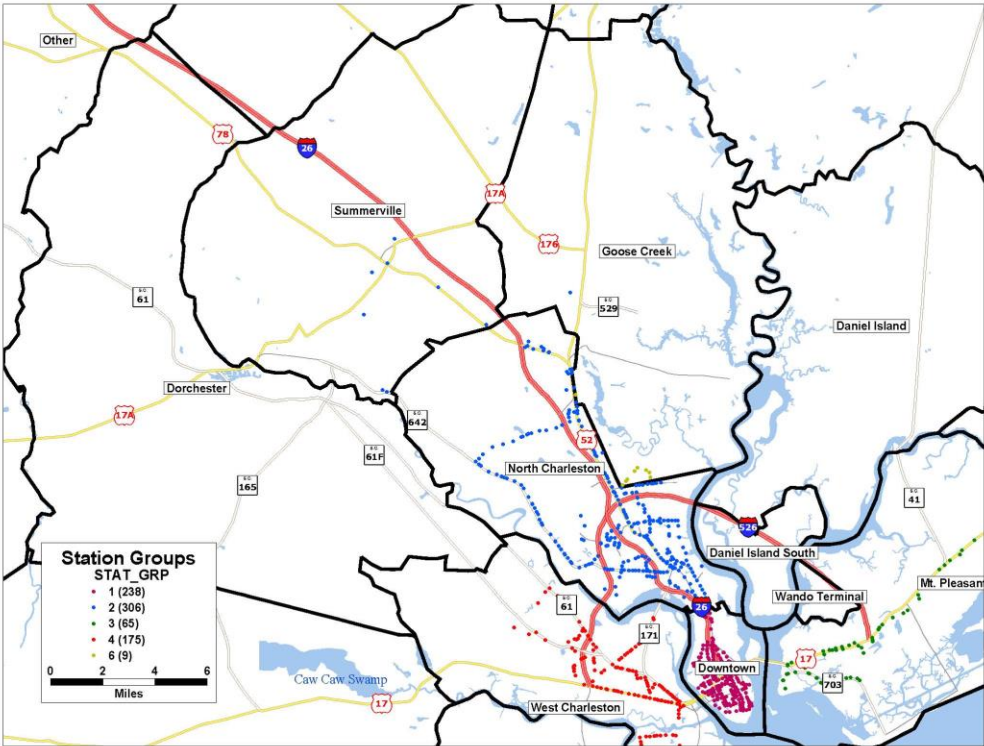 Other
78
26
17A
Summerville
176
Goose Creek
S.C.
61
S.C.
529
Daniel Island
Dorchester
17A
S.C.
642
52
S.C.
61F
North Charleston
S.C.
165
S.C.
41
526
Daniel Island South
Mt. Pleasant
Wando Terminal
Station Groups
STAT_GRP
1 (238)
2 (306)
3 (65)
4 (175)
6 (9)
0 2 4 6
Miles
S.C.
61
26
S.C.
171
17
Downtown
S.C.
703
Caw Caw Swamp
17
West Charleston